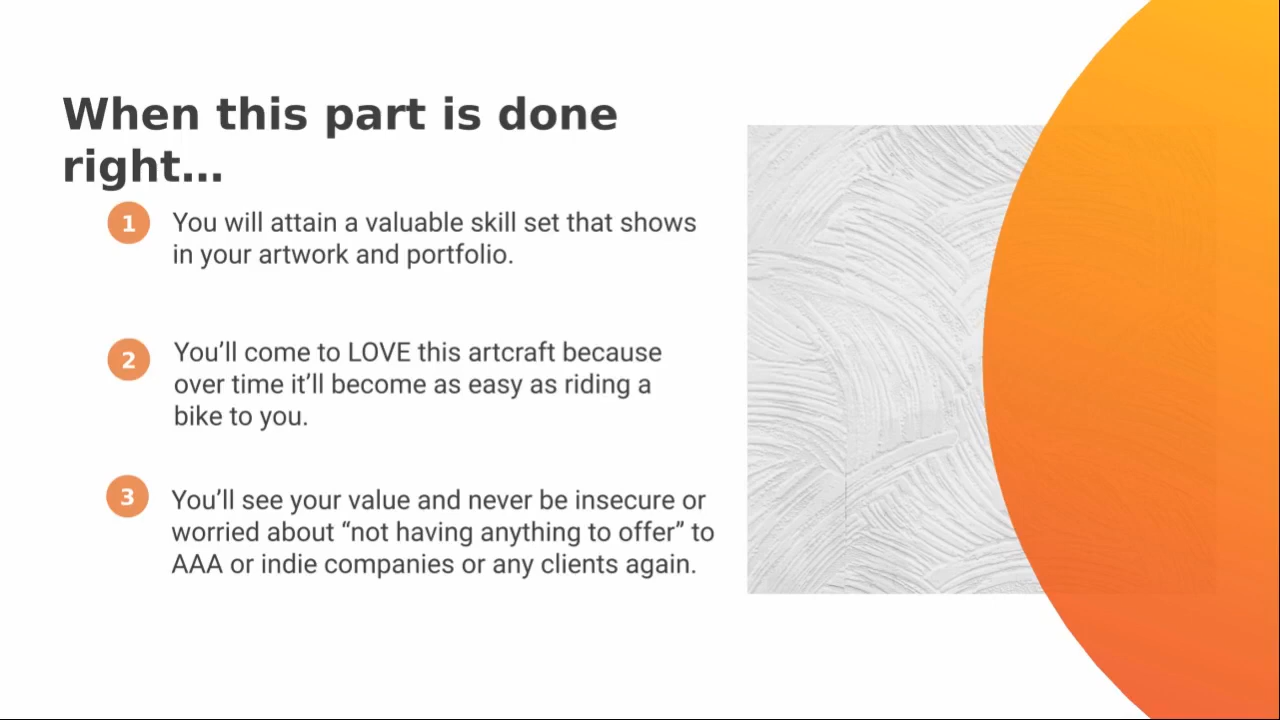 When this part is done
right...
1 You will attain a valuable skill set that shows
in your artwork and portfolio.
2 You’ll come to LOVE this artcraft because
over time it’ll become as easy as riding a
bike to you.
3 You’ll see your value and never be insecure or
worried about “not having anything to offer” to
AAA or indie companies or any clients again.